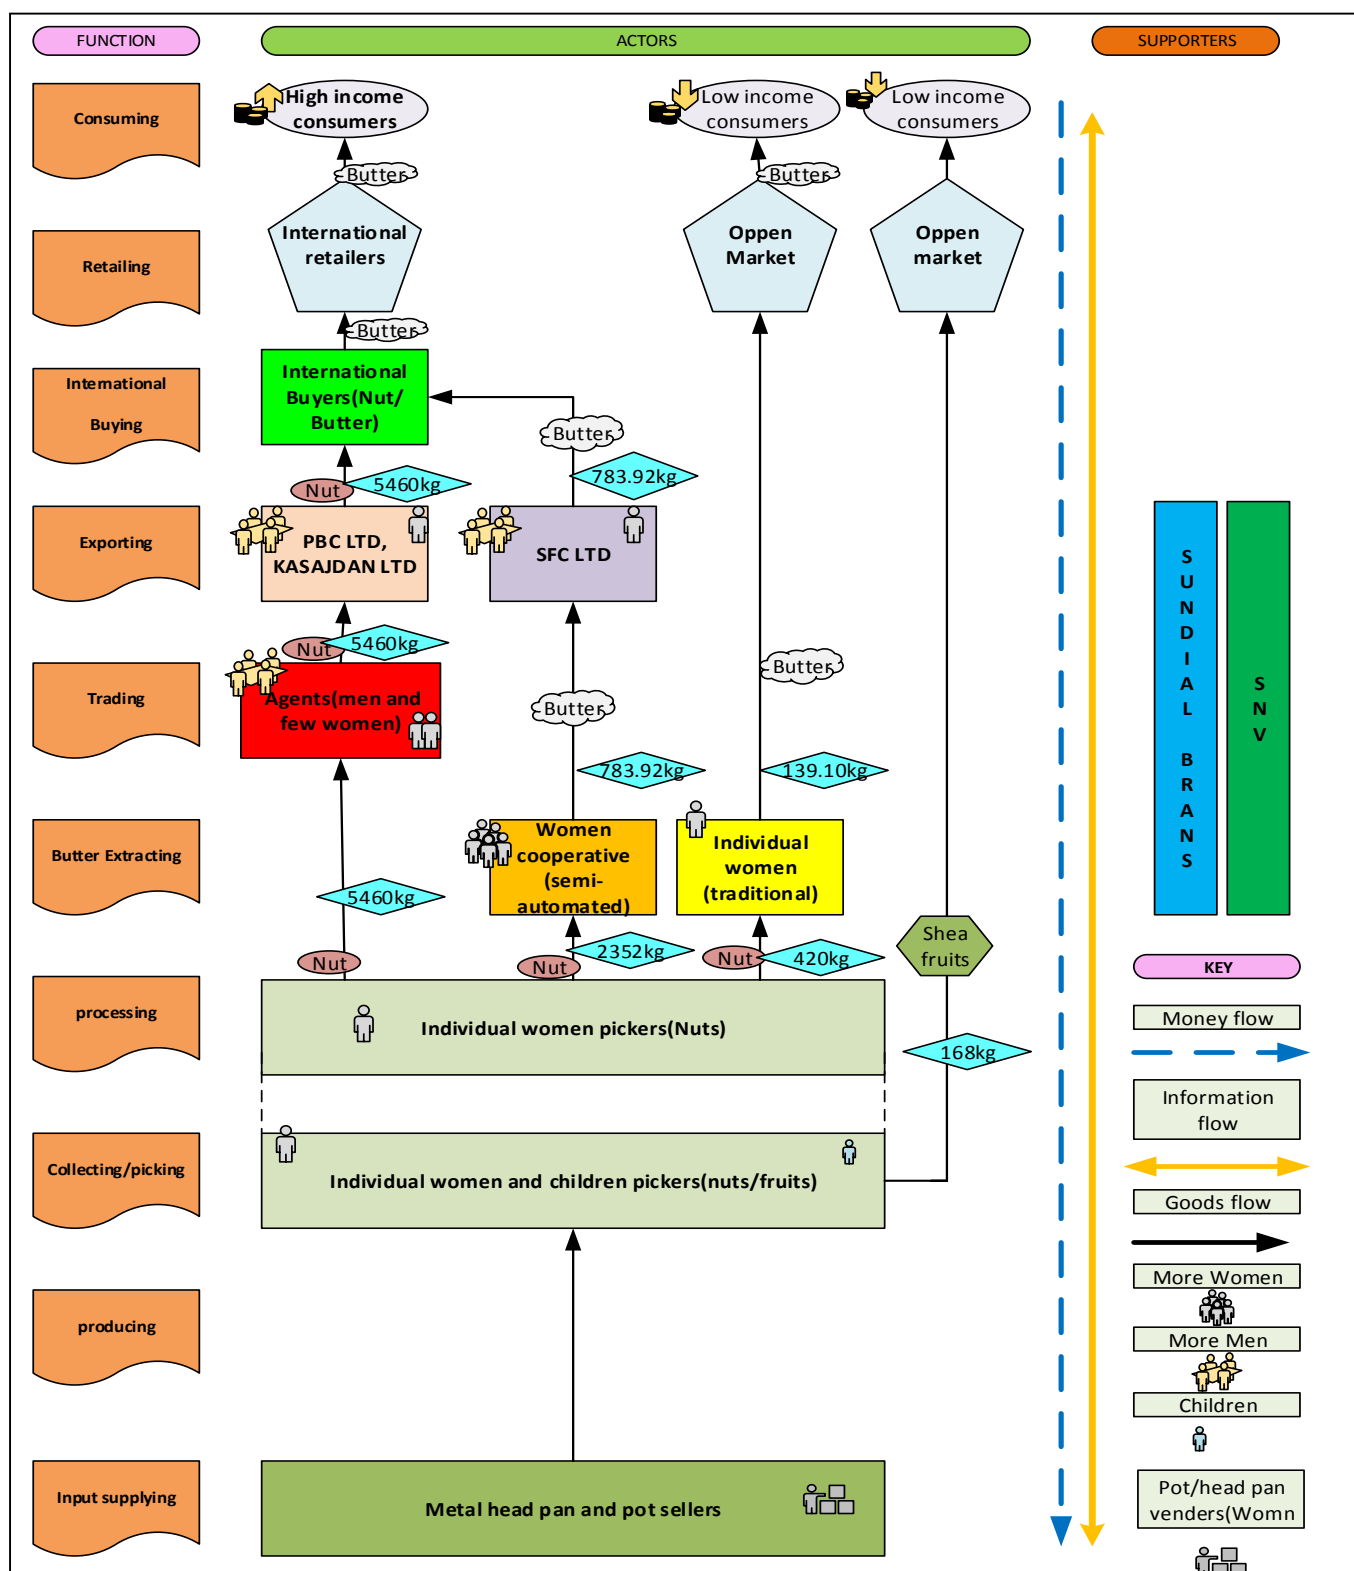 FUNCTION
ACTORS
SUPPORTERS
Consuming
High income
consumers
Low income
consumers
Low income
consumers
Butter
Butter
Retailing
International
retailers
Oppen
Market
Oppen
market
Butter
International
Buying
International
Buyers(Nut/
Butter)
Butter
Nut
5460kg
783.92kg
Exporting
PBC LTD,
KASAJDAN LTD
SFC LTD
Nut
5460kg
Trading
Agents(men and
few women)
Butter
Butter
783.92kg
139.10kg
Butter Extracting
Women
cooperative
(semi-
automated)
Individual
women
(traditional)
5460kg
Nut
Nut
2352kg
Nut
420kg
Shea
fruits
processing
Individual women pickers(Nuts)
168kg
Collecting/picking
Individual women and children pickers(nuts/fruits)
producing
Input supplying
Metal head pan and pot sellers
S
U
N
D
I
A
L
B
R
A
N
S
S
N
V
KEY
Money flow
Information
flow
Goods flow
More Women
More Men
Children
Pot/head pan
venders(Womn